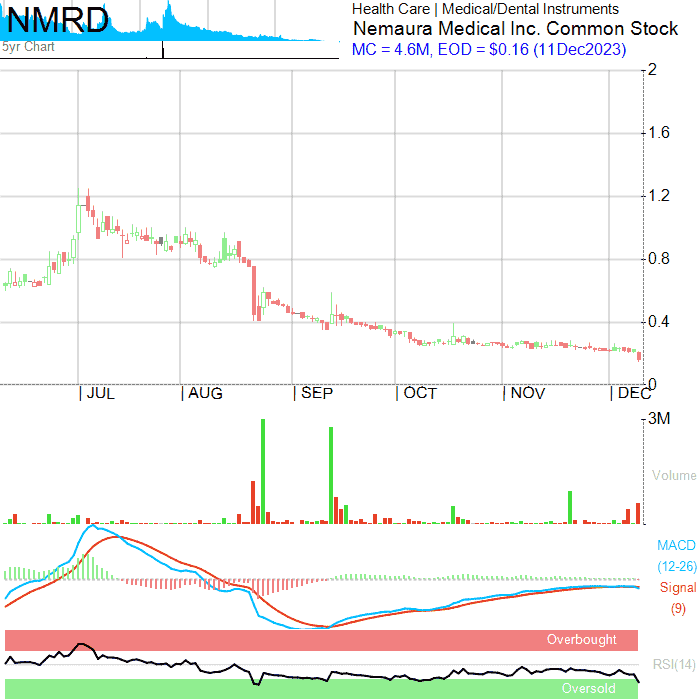 NMRD
5yr Chart
Health Care | Medical/Dental Instruments
Nemaura Medical Inc. Common Stock
MC = 4.6M, EOD = $0.16 (11Dec2023)
2
1.6
1.2
0.8
0.4
0
| JUL | AUG | SEP | OCT | NOV | DEC
3M
Volume
MACD
(12-26)
Signal
(9)
Overbought
RSI(14)
Oversold